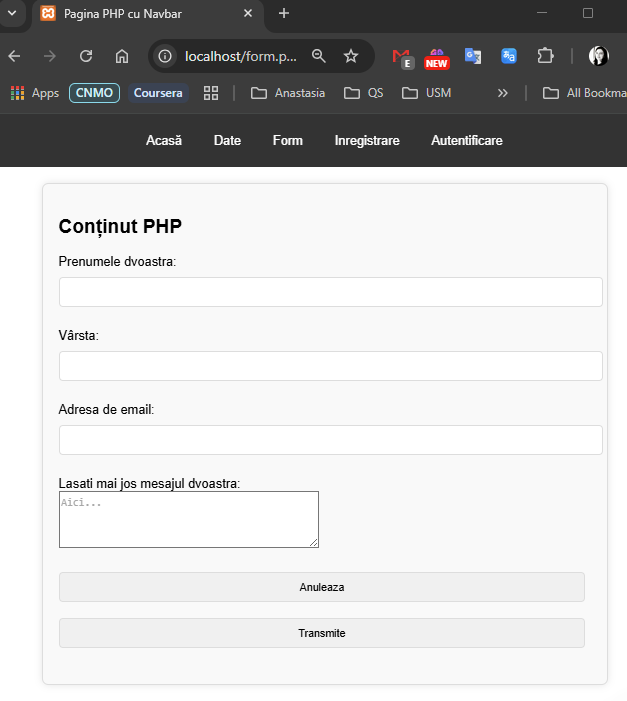 Pagina PHP cu Navbar
localhost/form.p...
E
NEW
Apps
CNMO
Coursera
Anastasia
QS
USM
All Bookma
Acasă
Date
Form
Inregistrare
Autentificare
Conținut PHP
Prenumele dvoastra:
Vârsta:
Adresa de email:
Lasati mai jos mesajul dvoastra:
Aici...
Anuleaza
Transmite